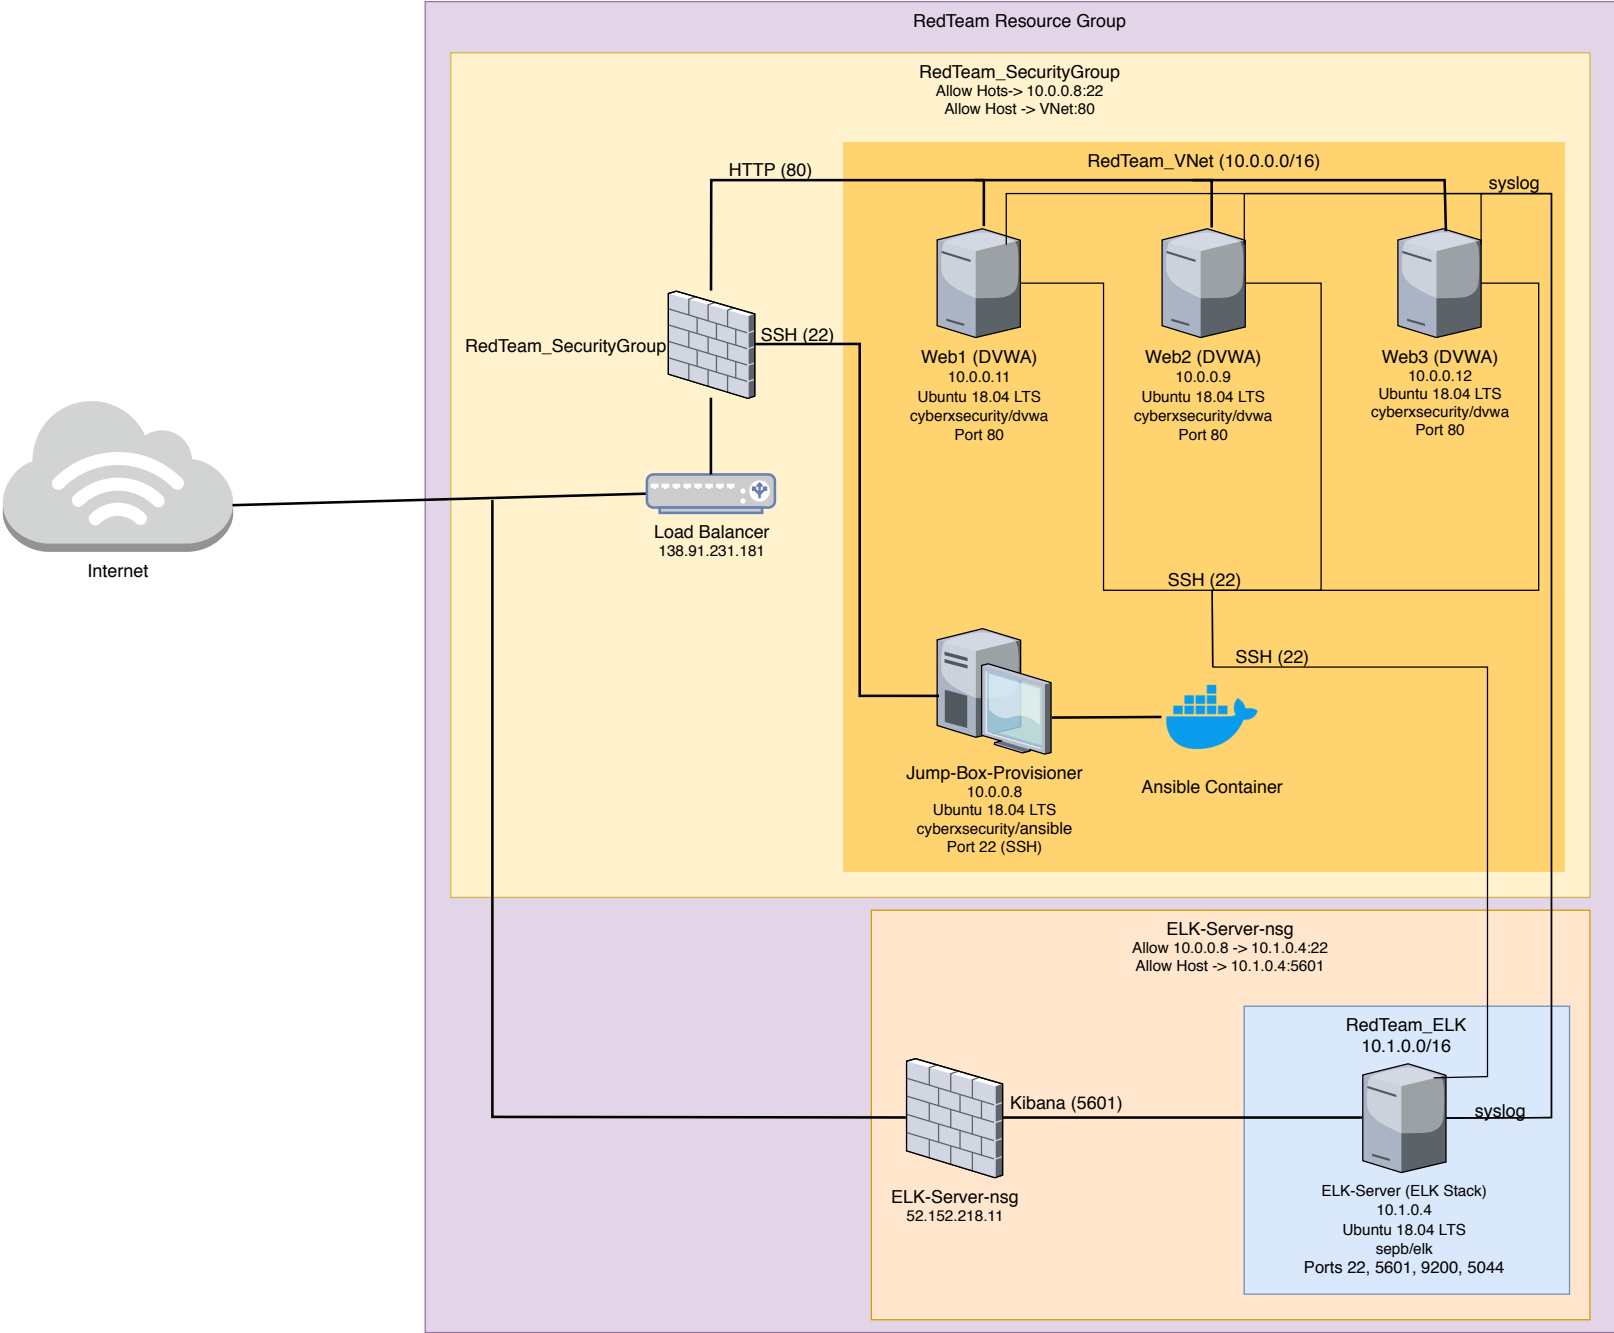 RedTeam Resource Group
RedTeam_SecurityGroup
Allow Hots-> 10.0.0.8:22
Allow Host -> VNet:80
RedTeam_VNet (10.0.0.0/16)
HTTP (80)
syslog
SSH (22)
RedTeam_SecurityGroup
Web1 (DVWA)
10.0.0.11
Ubuntu 18.04 LTS
cyberxsecurity/dvwa
Port 80
Web2 (DVWA)
10.0.0.9
Ubuntu 18.04 LTS
cyberxsecurity/dvwa
Port 80
Web3 (DVWA)
10.0.0.12
Ubuntu 18.04 LTS
cyberxsecurity/dvwa
Port 80
Internet
Load Balancer
138.91.231.181
SSH (22)
SSH (22)
Jump-Box-Provisioner
10.0.0.8
Ubuntu 18.04 LTS
cyberxsecurity/ansible
Port 22 (SSH)
Ansible Container
ELK-Server-nsg
Allow 10.0.0.8 -> 10.1.0.4:22
Allow Host -> 10.1.0.4:5601
RedTeam_ELK
10.1.0.0/16
Kibana (5601)
syslog
ELK-Server-nsg
52.152.218.11
ELK-Server (ELK Stack)
10.1.0.4
Ubuntu 18.04 LTS
sepb/elk
Ports 22, 5601, 9200, 5044